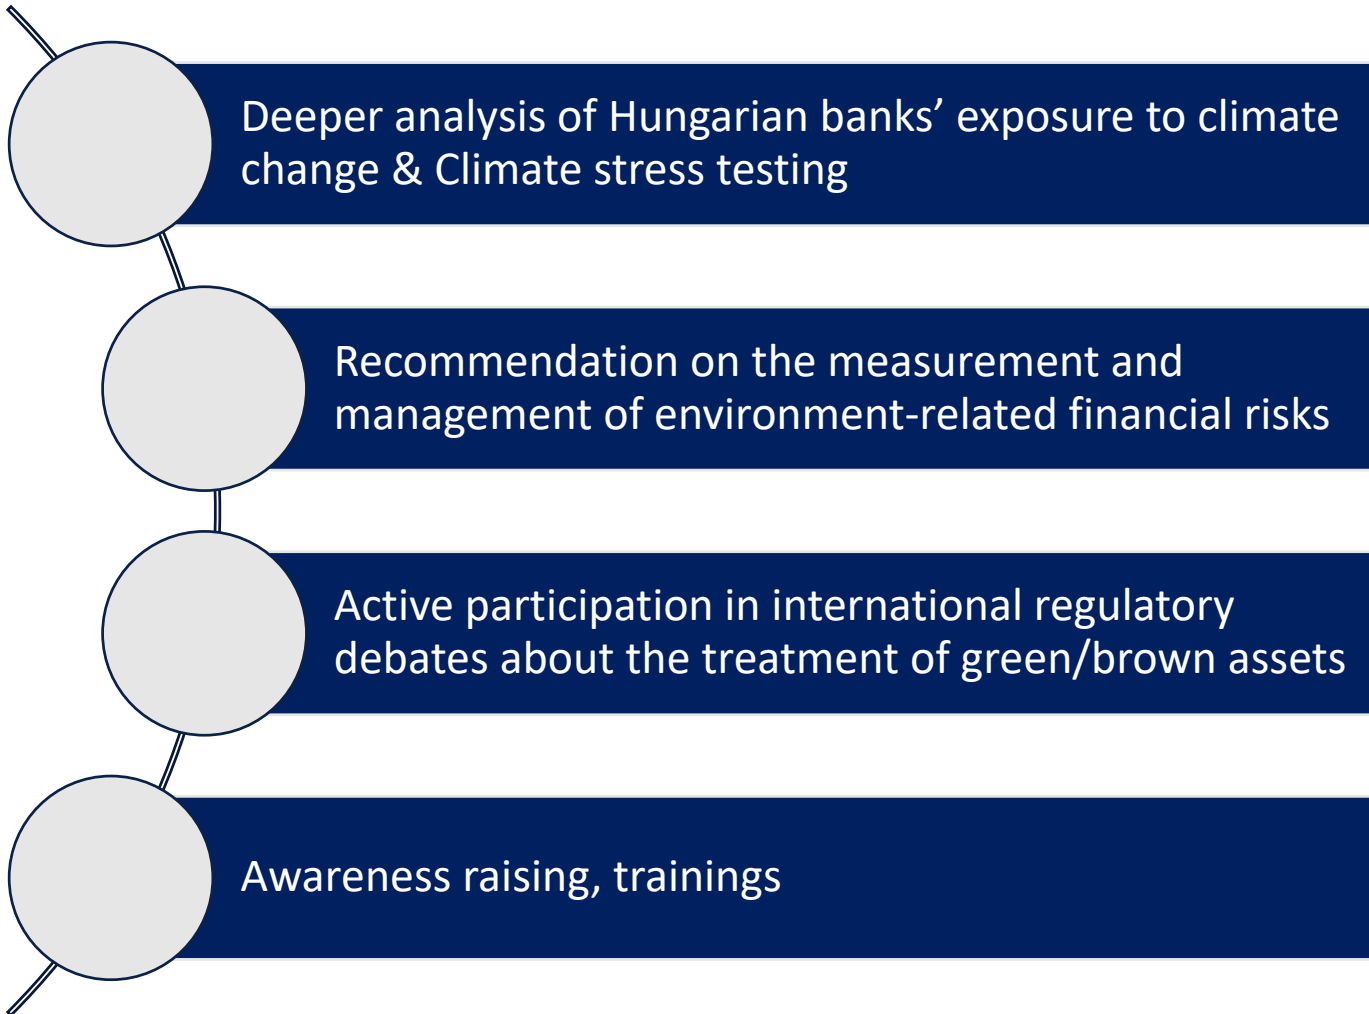 Deeper analysis of Hungarian banks’ exposure to climate
change & Climate stress testing
Recommendation on the measurement and
management of environment-related financial risks
Active participation in international regulatory
debates about the treatment of green/brown assets
Awareness raising, trainings